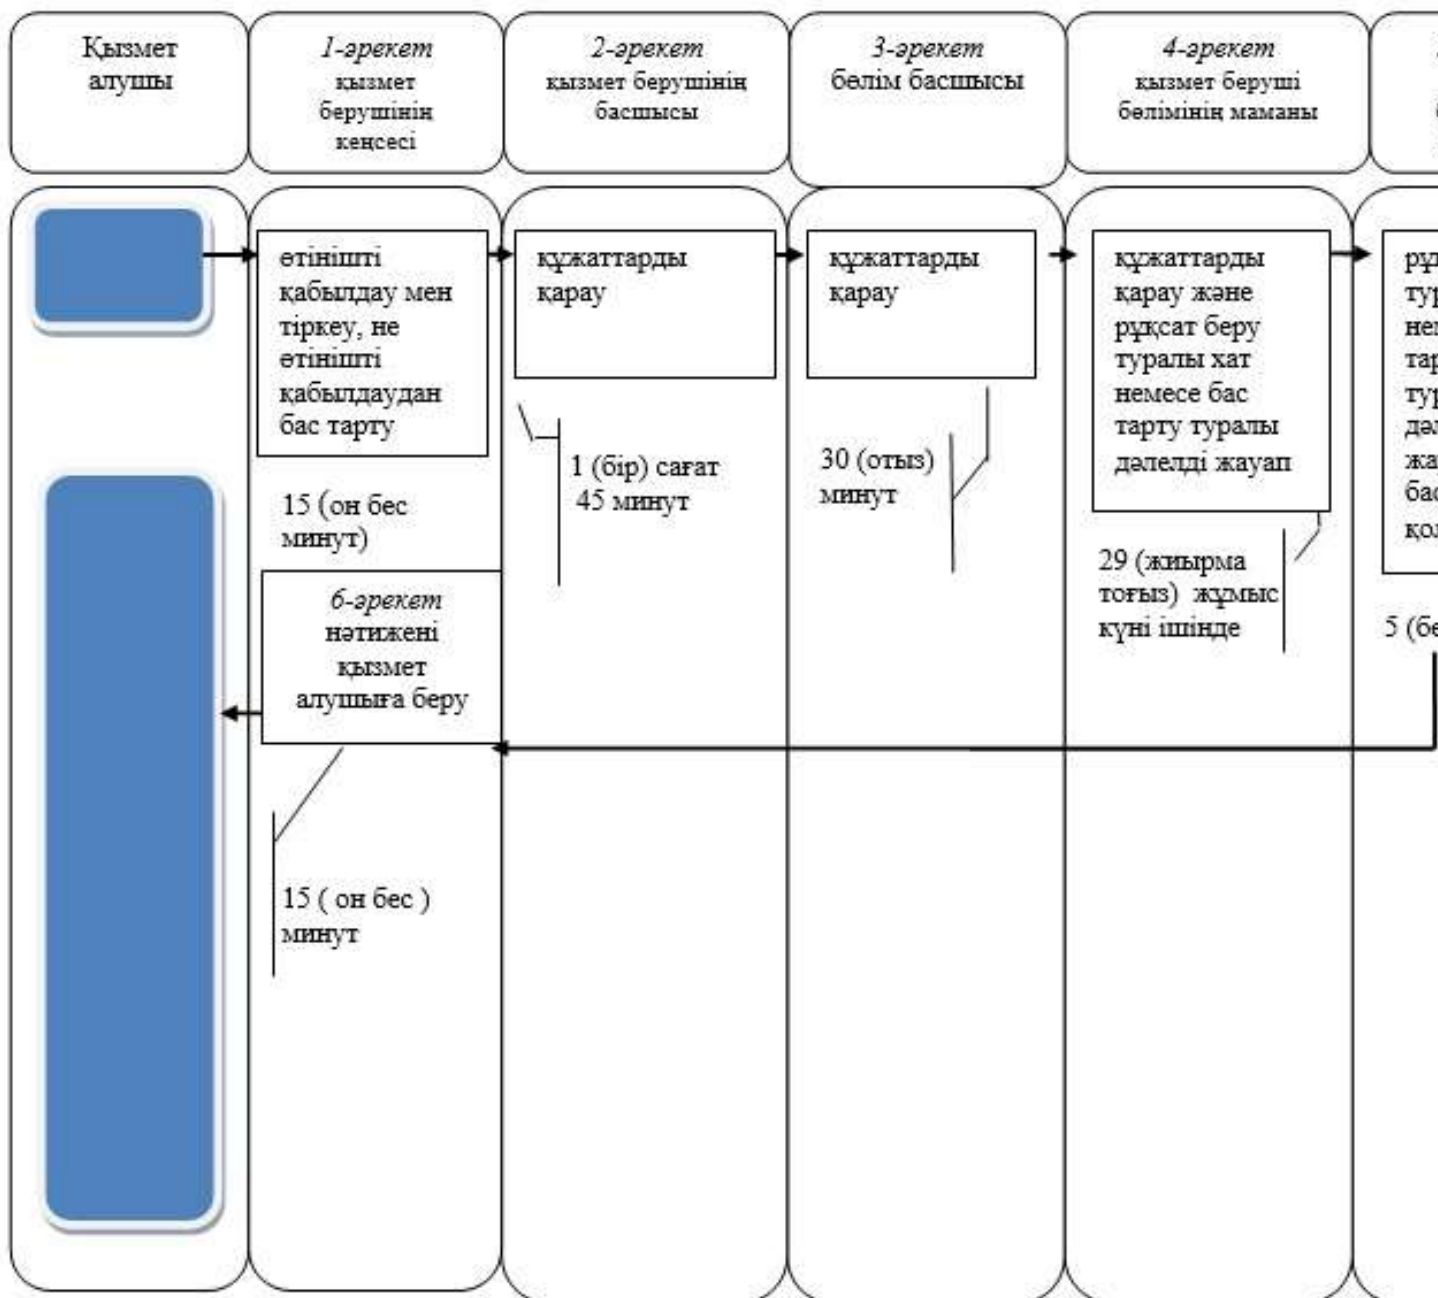 Қызмет
алушы
1-әрекет
қызмет
берушінің
кеңсесі
2-әрекет
қызмет берушінің
басшысы
3-әрекет
бөлім басшысы
4-әрекет
қызмет беруші
бөлімінің маманы
өтінішті
қабылдау мен
тіркеу, не
өтінішті
қабылдаудан
бас тарту
15 (он бес
минут)
құжаттарды
қарау
1 (бір) сағат
45 минут
құжаттарды
қарау
30 (отыз)
минут
құжаттарды
қарау және
рұқсат беру
туралы хат
немесе бас
тарту туралы
дәлелді жауап
29 (жиырма
тоғыз) жұмыс
күні ішінде
5
6-әрекет
нәтижені
қызмет
алушыға беру
15 ( он бес )
минут